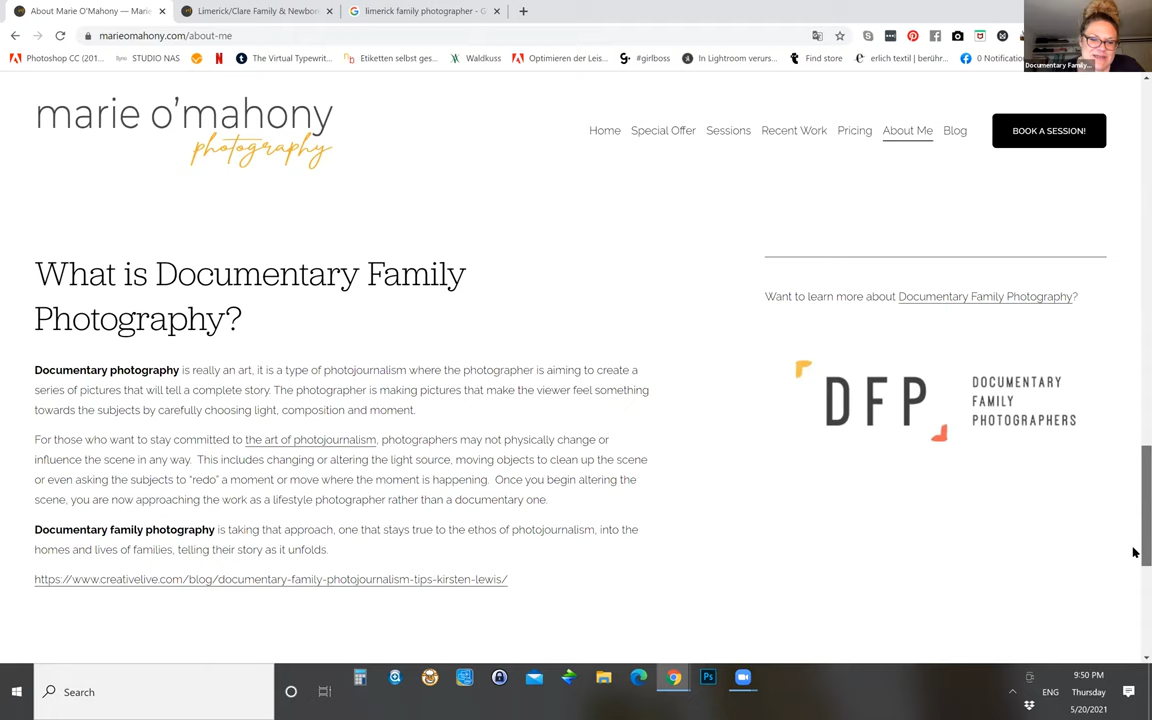 About Marie O'Mahony — Marie
Limerick/Clare Family & Newborn
limerick family photographer - G
marieomahony.com/about-me
Photoshop CC (201...
Sync
STUDIO NAS
The Virtual Typewrit...
Etiketten selbst ges...
Waldkuss
Optimieren der Leis...
#girlboss
In Lightroom verurs...
Find store
erlich textil | berühr...
0 Notification
Documentary Family...
marie o'mahony
photography
Home
Special Offer
Sessions
Recent Work
Pricing
About Me
Blog
BOOK A SESSION!
What is Documentary Family
Photography?
Documentary photography is really an art, it is a type of photojournalism where the photographer is aiming to create a
series of pictures that will tell a complete story. The photographer is making pictures that make the viewer feel something
towards the subjects by carefully choosing light, composition and moment.
For those who want to stay committed to the art of photojournalism, photographers may not physically change or
influence the scene in any way. This includes changing or altering the light source, moving objects to clean up the scene
or even asking the subjects to “redo” a moment or move where the moment is happening. Once you begin altering the
scene, you are now approaching the work as a lifestyle photographer rather than a documentary one.
Documentary family photography is taking that approach, one that stays true to the ethos of photojournalism, into the
homes and lives of families, telling their story as it unfolds.
https://www.creativelive.com/blog/documentary-family-photojournalism-tips-kirsten-lewis/
Want to learn more about Documentary Family Photography?
DFP
DOCUMENTARY
FAMILY
PHOTOGRAPHERS
Search
Ps
ENG
9:50 PM
Thursday
5/20/2021